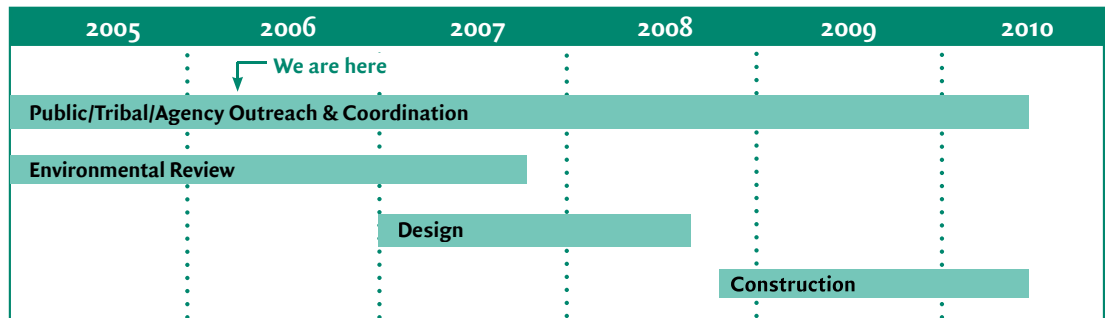 2005 2006 2007 2008 2009 2010
We are here
Public/Tribal/Agency Outreach & Coordination
Environmental Review
Design
Construction